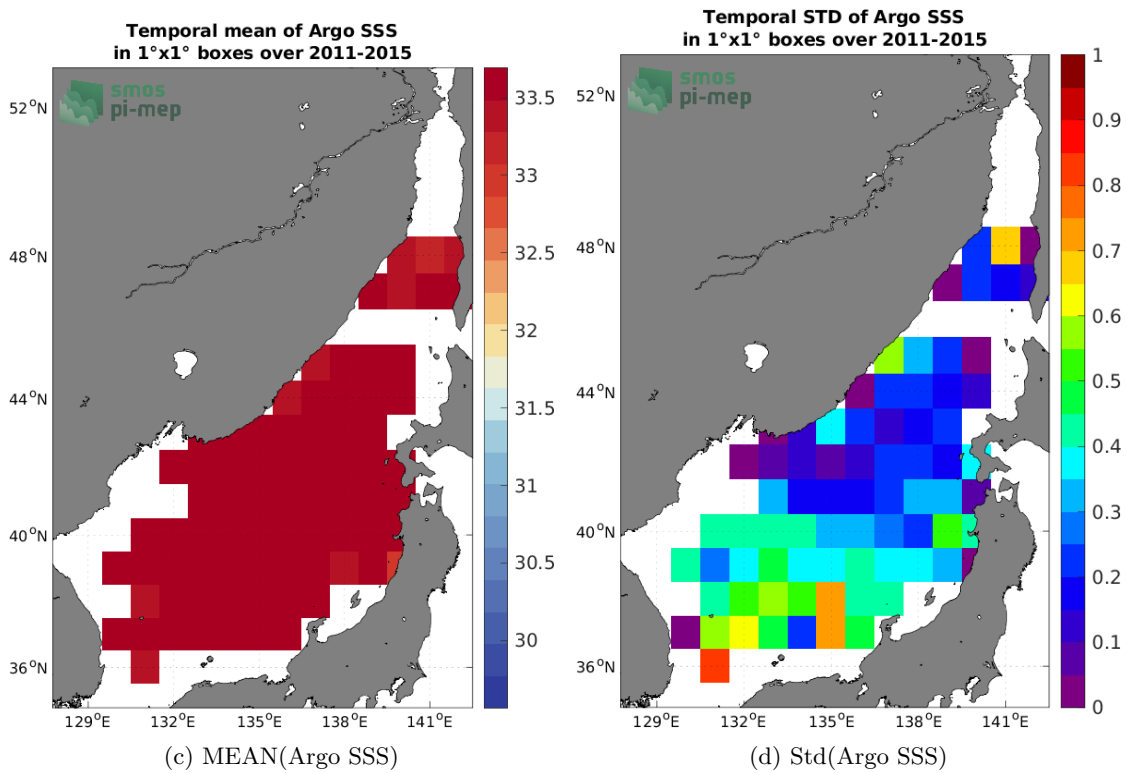 Temporal mean of Argo SSS
in 1°x1° boxes over 2011-2015
smos
pi-mep
52°N
48°N
44°N
40°N
36°N
129°E 132°E 135°E 138°E 141°E
33.5
33
32.5
32
31.5
31
30.5
30
(c) MEAN(Argo SSS)
Temporal STD of Argo SSS
in 1°x1° boxes over 2011-2015
smos
pi-mep
52°N
48°N
44°N
40°N
36°N
129°E 132°E 135°E 138°E 141°E
1
0.9
0.8
0.7
0.6
0.5
0.4
0.3
0.2
0.1
0
(d) Std(Argo SSS)